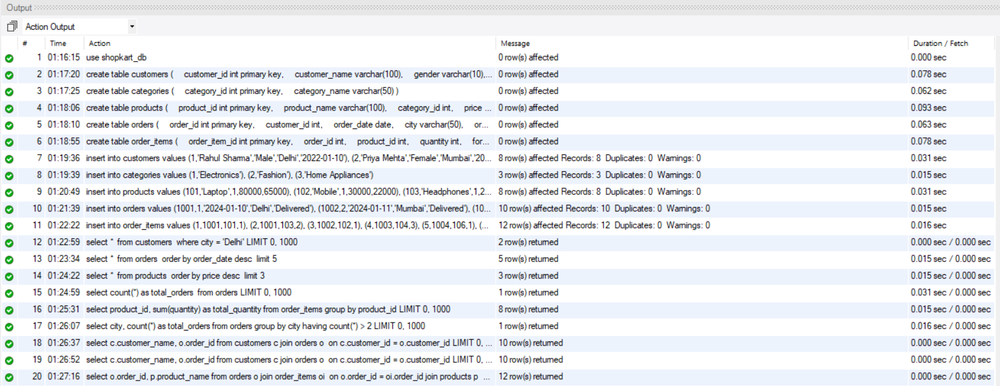 Output
Action Output
# Time Action Message Duration / Fetch
1 01:16:15 use shopkart_db 0 row(s) affected 0.000 sec
2 01:17:20 create table customers ( customer_id int primary key, customer_name varchar(100), gender varchar(10),... 0 row(s) affected 0.078 sec
3 01:17:25 create table categories ( category_id int primary key, category_name varchar(50) ) 0 row(s) affected 0.062 sec
4 01:18:06 create table products ( product_id int primary key, product_name varchar(100), category_id int, price ... 0 row(s) affected 0.093 sec
5 01:18:10 create table orders ( order_id int primary key, customer_id int, order_date date, city varchar(50), or... 0 row(s) affected 0.063 sec
6 01:18:55 create table order_items ( order_item_id int primary key, order_id int, product_id int, quantity int, for... 0 row(s) affected 0.078 sec
7 01:19:36 insert into customers values (1,'Rahul Sharma','Male','Delhi','2022-01-10'), (2,'Priya Mehta','Female','Mumbai','20... 8 row(s) affected Records: 8 Duplicates: 0 Warnings: 0 0.031 sec
8 01:19:39 insert into categories values (1,'Electronics'), (2,'Fashion'), (3,'Home Appliances') 3 row(s) affected Records: 3 Duplicates: 0 Warnings: 0 0.015 sec
9 01:20:49 insert into products values (101,'Laptop',1,80000,65000), (102,'Mobile',1,30000,22000), (103,'Headphones',1,2... 8 row(s) affected Records: 8 Duplicates: 0 Warnings: 0 0.031 sec
10 01:21:39 insert into orders values (1001,1,'2024-01-10','Delhi','Delivered'), (1002,2,'2024-01-11','Mumbai','Delivered'), (10... 10 row(s) affected Records: 10 Duplicates: 0 Warnings: 0 0.015 sec
11 01:22:22 insert into order_items values (1,1001,101,1), (2,1001,103,2), (3,1002,102,1), (4,1003,104,3), (5,1004,106,1), (... 12 row(s) affected Records: 12 Duplicates: 0 Warnings: 0 0.016 sec
12 01:22:59 select * from customers where city = 'Delhi' LIMIT 0, 1000 2 row(s) returned 0.000 sec / 0.000 sec
13 01:23:34 select * from orders order by order_date desc limit 5 5 row(s) returned 0.015 sec / 0.000 sec
14 01:24:22 select * from products order by price desc limit 3 3 row(s) returned 0.015 sec / 0.000 sec
15 01:24:59 select count(*) as total_orders from orders LIMIT 0, 1000 1 row(s) returned 0.031 sec / 0.000 sec
16 01:25:31 select product_id, sum(quantity) as total_quantity from order_items group by product_id LIMIT 0, 1000 8 row(s) returned 0.015 sec / 0.000 sec
17 01:26:07 select city, count(*) as total_orders from orders group by city having count(*) > 2 LIMIT 0, 1000 1 row(s) returned 0.016 sec / 0.000 sec
18 01:26:37 select c.customer_name, o.order_id from customers c join orders o on c.customer_id = o.customer_id LIMIT 0, ... 10 row(s) returned 0.000 sec / 0.000 sec
19 01:26:52 select c.customer_name, o.order_id from customers c join orders o on c.customer_id = o.customer_id LIMIT 0, ... 10 row(s) returned 0.000 sec / 0.000 sec
20 01:27:16 select o.order_id, p.product_name from orders o join order_items oi on o.order_id = oi.order_id join products p ... 12 row(s) returned 0.000 sec / 0.000 sec